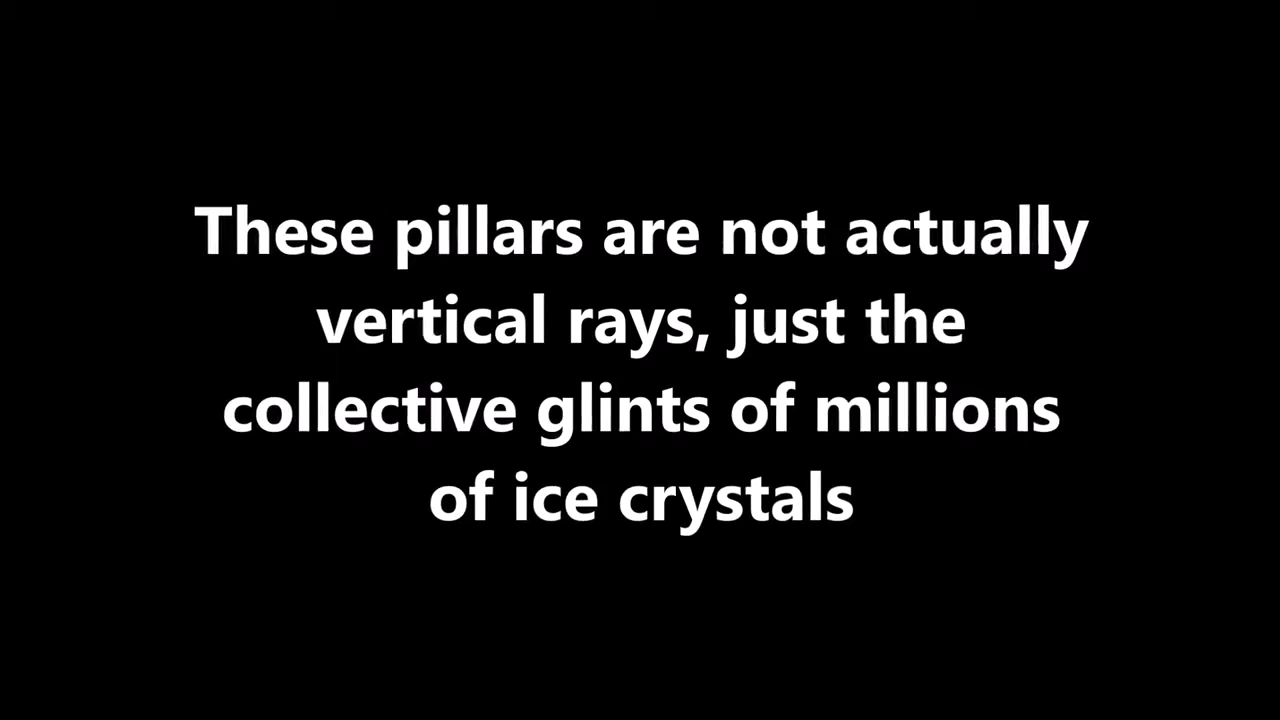 These pillars are not actually
vertical rays, just the
collective glints of millions
of ice crystals